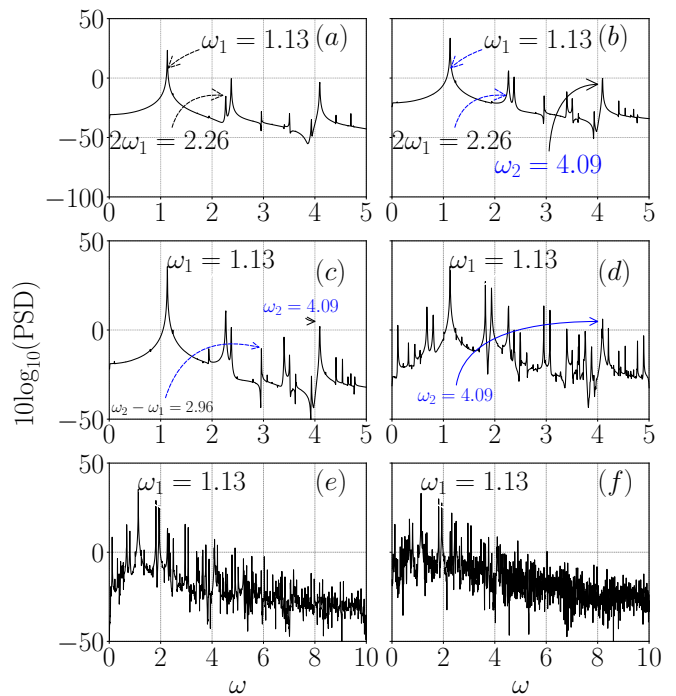 50
0
−50
−100
ω₁ = 1.13
(a)
2ω₁ = 2.26
0 1 2 3 4 5
ω₁ = 1.13
(b)
2ω₁ = 2.26
ω₂ = 4.09
0 1 2 3 4 5
50
0
−50
ω₁ = 1.13
(c)
ω₂ = 4.09
ω₂ − ω₁ = 2.96
0 1 2 3 4 5
ω₁ = 1.13
(d)
ω₂ = 4.09
0 1 2 3 4 5
10log₁₀(PSD)
50
0
−50
ω₁ = 1.13
(e)
0 2 4 6 8 10
ω
ω₁ = 1.13
(f)
0 2 4 6 8 10
ω